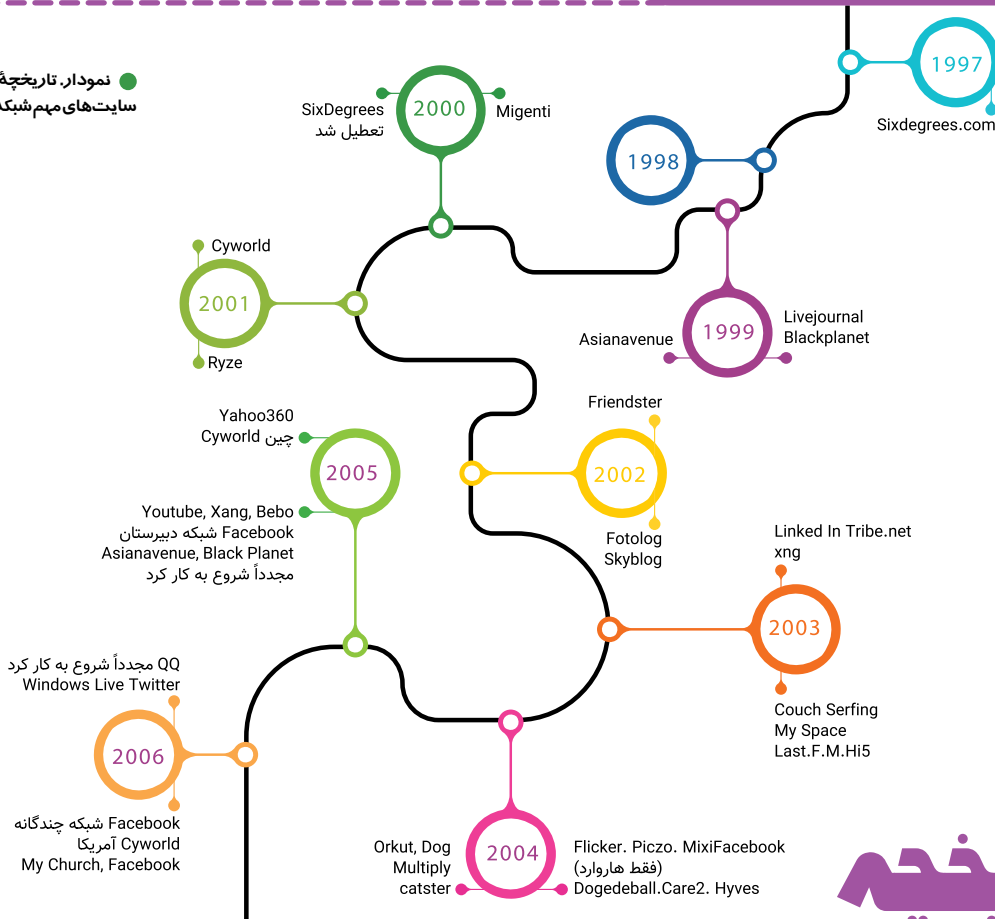 نمودار. تاریخچهٔ
سایت‌های مهم شبکه
1997
Sixdegrees.com
1998
1999
Asianavenue
Livejournal
Blackplanet
2000
SixDegrees
تعطیل شد
Migenti
2001
Cyworld
Ryze
2002
Friendster
Fotolog
Skyblog
2003
Linked In Tribe.net
xng
Couch Serfing
My Space
Last.F.M.Hi5
2004
Orkut, Dog
Multiply
catster
Flicker. Piczo. MixiFacebook
(فقط هاروارد)
Dogedeball.Care2. Hyves
2005
Yahoo360
چین Cyworld
Youtube, Xang, Bebo
Facebook شبکه دبیرستان
Asianavenue, Black Planet
مجدداً شروع به کار کرد
2006
QQ مجدداً شروع به کار کرد
Windows Live Twitter
Facebook شبکه چندگانه
Cyworld آمریکا
My Church, Facebook